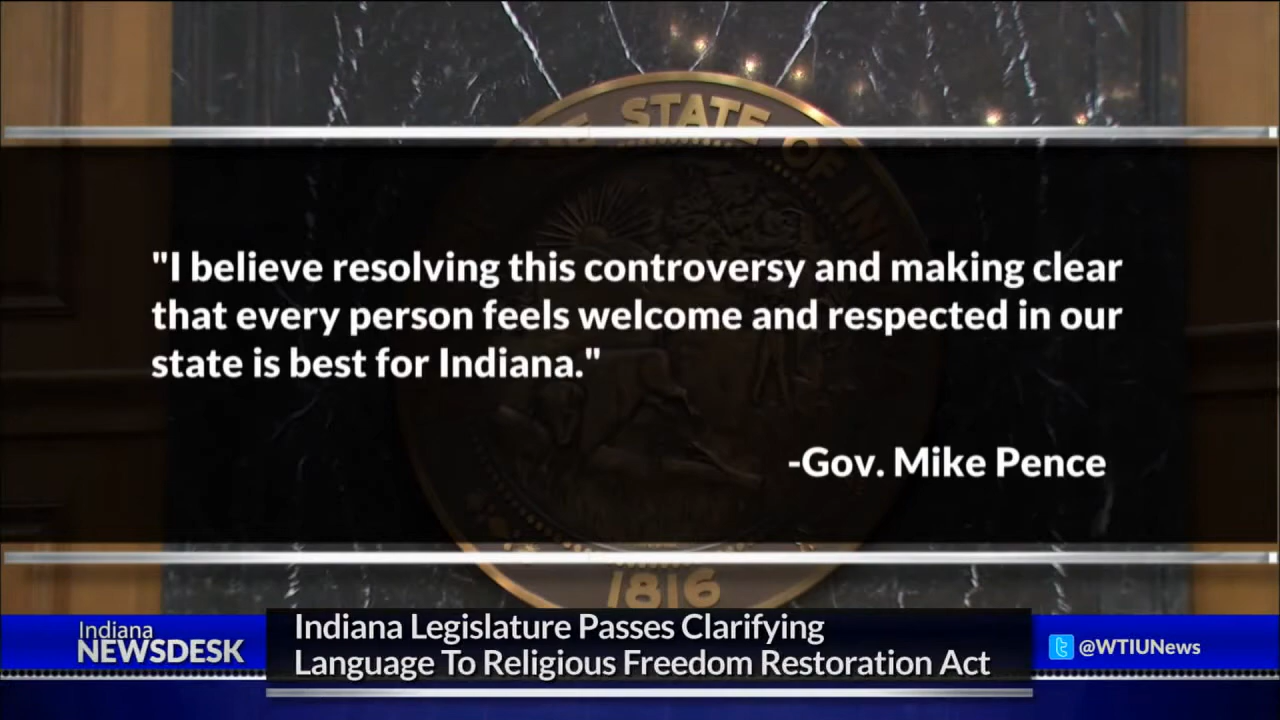 STATE OF IN
"I believe resolving this controversy and making clear
that every person feels welcome and respected in our
state is best for Indiana."
-Gov. Mike Pence
1816
Indiana
NEWSDESK
Indiana Legislature Passes Clarifying
Language To Religious Freedom Restoration Act
@WTIUNews